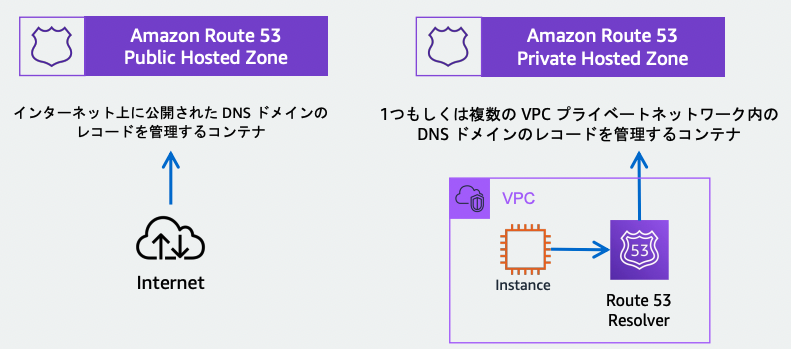 Amazon Route 53
Public Hosted Zone
インターネット上に公開された DNS ドメインの
レコードを管理するコンテナ
Internet
Amazon Route 53
Private Hosted Zone
1つもしくは複数の VPC プライベートネットワーク内の
DNS ドメインのレコードを管理するコンテナ
VPC
Instance
53
Route 53
Resolver